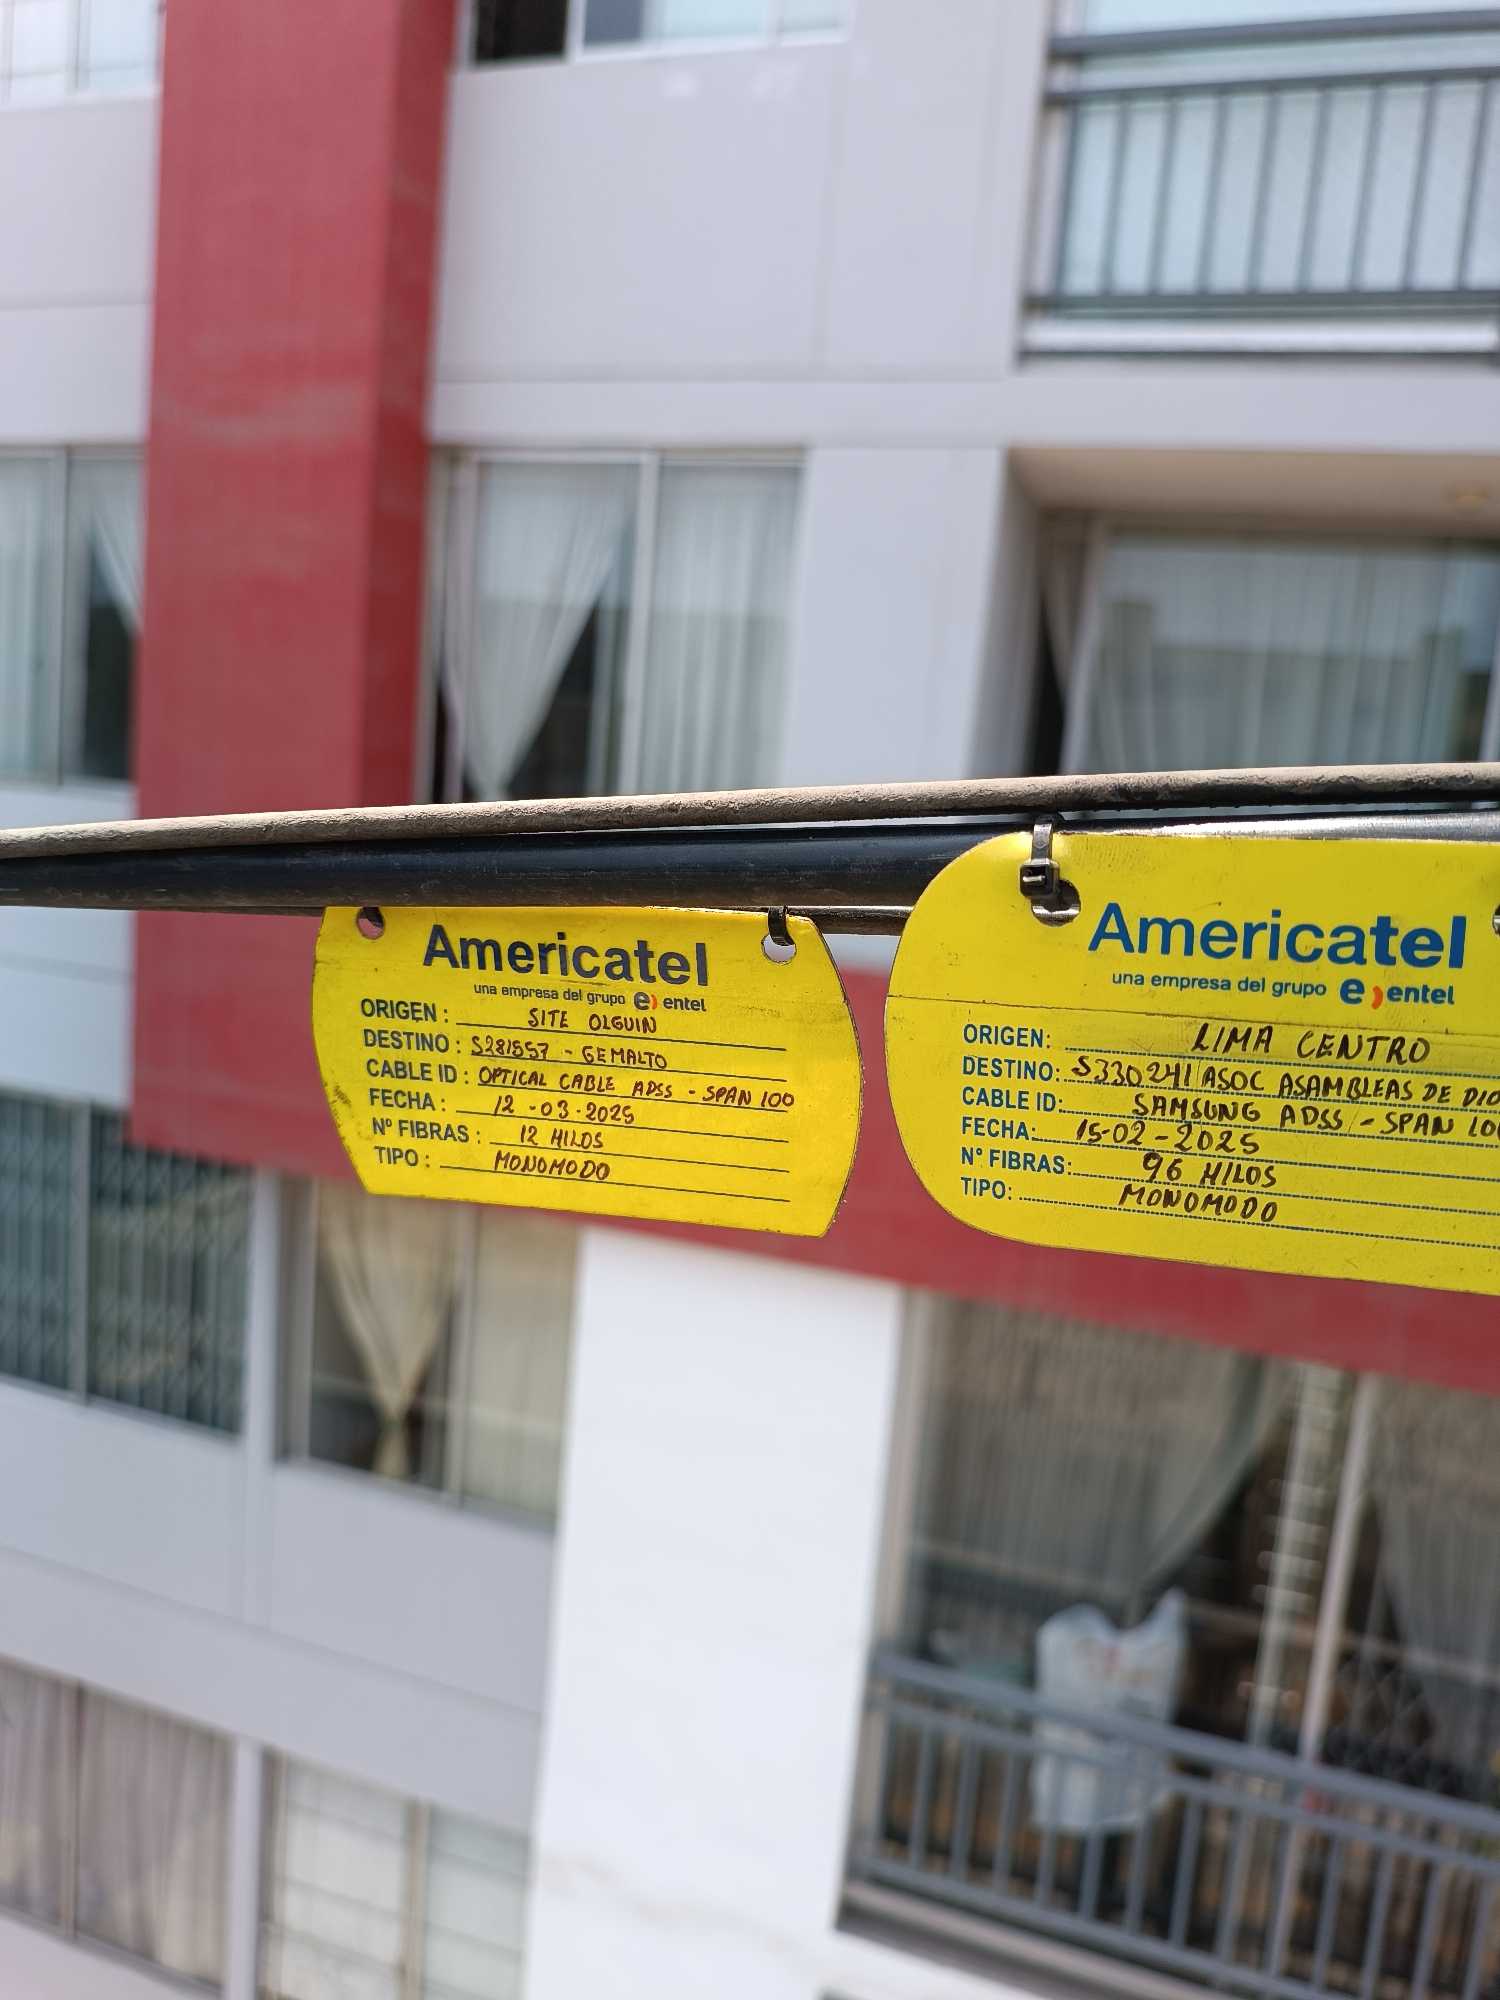 Americatel
una empresa del grupo e) entel
ORIGEN: SITE OLGUIN
DESTINO: S281557 - GEMALTO
CABLE ID: OPTICAL CABLE ADSS - SPAN 100
FECHA: 12-03-2025
Nº FIBRAS: 12 HILOS
TIPO: MONOMODO
Americatel
una empresa del grupo e) entel
ORIGEN: LIMA CENTRO
DESTINO: S330241 ASOC ASAMBLEAS DE DIO
CABLE ID: SAMSUNG ADSS - SPAN 10
FECHA: 15-02-2025
Nº FIBRAS: 96 HILOS
TIPO: MONOMODO